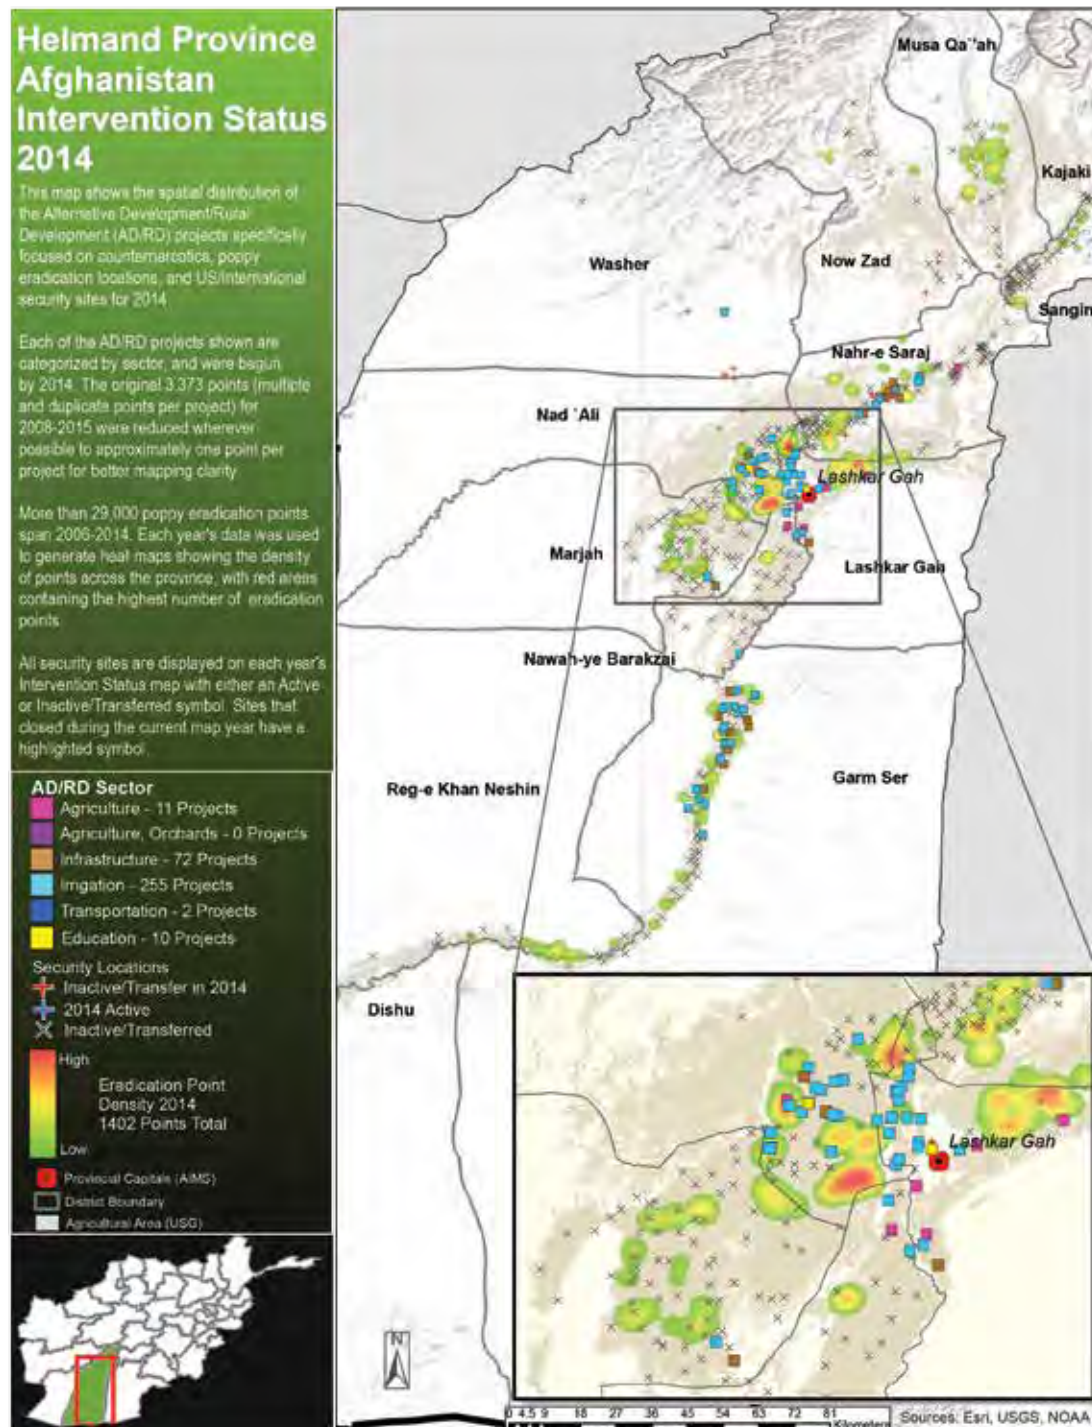 Helmand Province
Afghanistan
Intervention Status
2014
This map shows the spatial distribution of
the Alternative Development/Rural
Development (AD/RD) projects specifically
focused on counternarcotics, poppy
eradication locations, and US/International
security sites for 2014
Each of the AD/RD projects shown are
categorized by sector, and were begun
by 2014. The original 3,373 points (multiple
and duplicate points per project) for
2008-2015 were reduced wherever
possible to approximately one point per
project for better mapping clarity
More than 29,000 poppy eradication points
span 2006-2014. Each year's data was used
to generate heat maps showing the density
of points across the province, with red areas
containing the highest number of eradication
points
All security sites are displayed on each year's
Intervention Status map with either an Active
or Inactive/Transferred symbol. Sites that
closed during the current map year have a
highlighted symbol.
AD/RD Sector
Agriculture - 11 Projects
Agriculture, Orchards - 0 Projects
Infrastructure - 72 Projects
Irrigation - 255 Projects
Transportation - 2 Projects
Education - 10 Projects
Security Locations
Inactive/Transfer in 2014
2014 Active
Inactive/Transferred
High
Eradication Point
Density 2014
1402 Points Total
Low
Provincial Capitals (AIMS)
District Boundary
Agricultural Area (USG)
Musa Qa`'ah
Kajaki
Washer
Now Zad
Sangin
Nahr-e Saraj
Nad `Ali
Lashkar Gah
Marjah
Lashkar Gah
Nawah-ye Barakzai
Reg-e Khan Neshin
Garm Ser
Dishu
Lashkar Gah
N
0 4.5 9 18 27 36 45 54 63 72 81
Kilometers
Sources: Esri, USGS, NOAA